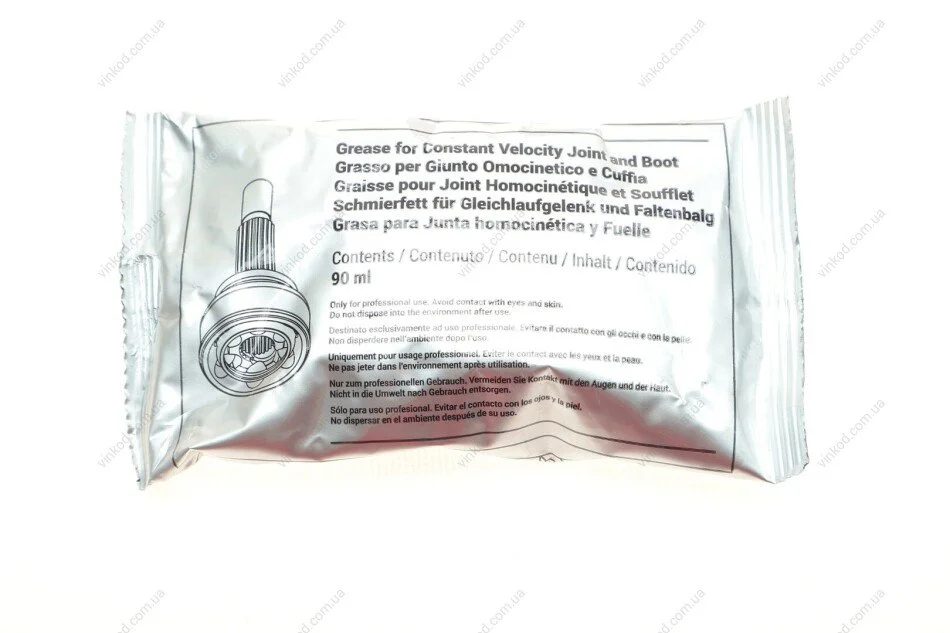 Grease for Constant Velocity Joint and Boot
Grasso per Giunto Omocinetico e Cuffia
Graisse pour Joint Homocinétique et Soufflet
Schmierfett für Gleichlaufgelenk und Faltenbalg
Grasa para Junta homocinética y Fuelle
Contents / Contenuto / Contenu / Inhalt / Contenido
90 ml
Only for professional use. Avoid contact with eyes and skin.
Do not dispose into the environment after use.
Destinato esclusivamente ad uso professionale. Evitare il contatto con gli occhi e con la pelle.
Non disperdere nell'ambiente dopo l'uso.
Uniquement pour usage professionnel. Eviter le contact avec les yeux et la peau.
Ne pas jeter dans l'environnement après utilisation.
Nur zum professionellen Gebrauch. Vermeiden Sie Kontakt mit den Augen und der Haut.
Nicht in die Umwelt nach Gebrauch entsorgen.
Sólo para uso profesional. Evitar el contacto con los ojos y la piel.
No dispersar en el ambiente después de su uso.
vinkod.com.ua